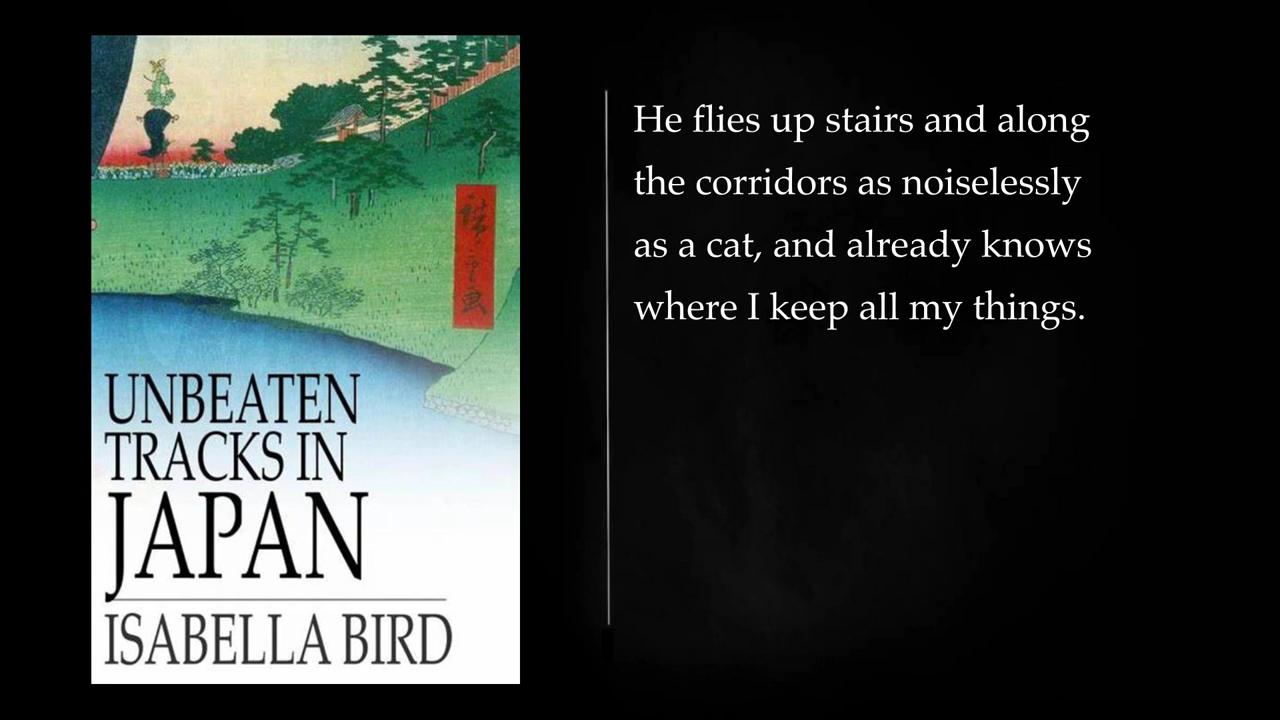 UNBEATEN
TRACKS IN
JAPAN
ISABELLA BIRD
He flies up stairs and along
the corridors as noiselessly
as a cat, and already knows
where I keep all my things.